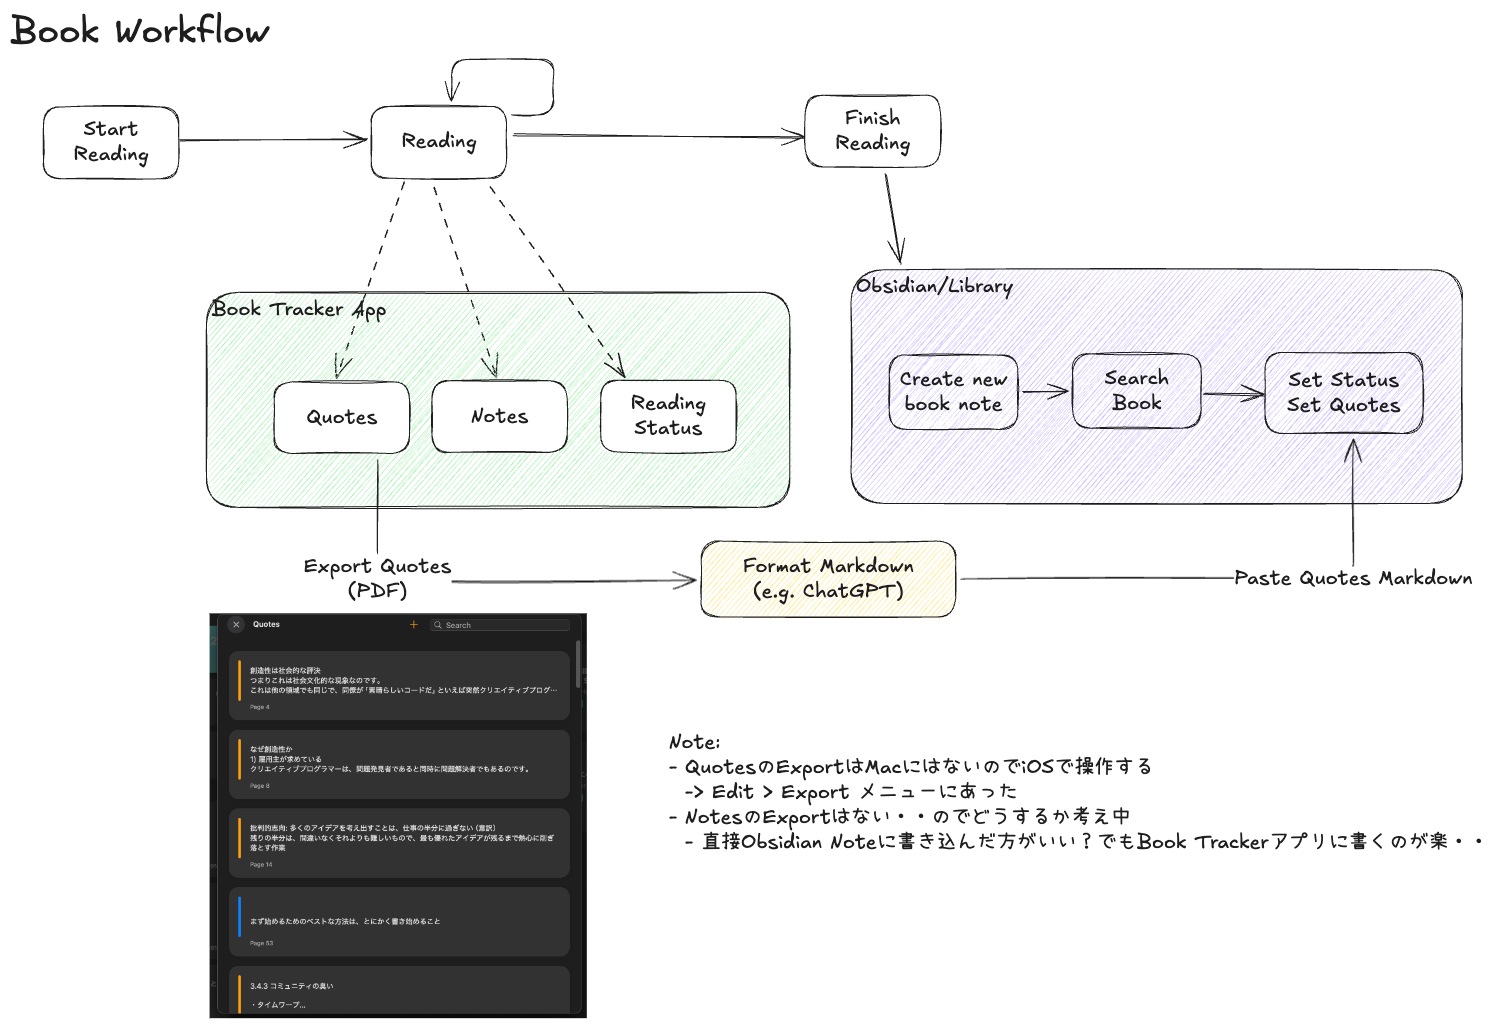 Book Workflow
Start
Reading
Reading
Finish
Reading
Book Tracker App
Quotes
Notes
Reading
Status
Obsidian/Library
Create new
book note
Search
Book
Set Status
Set Quotes
Export Quotes
(PDF)
Format Markdown
(e.g. ChatGPT)
Paste Quotes Markdown
Quotes
Search
創造性は社会的な評決
つまりこれは社会文化的な現象なのです。
これは他の領域でも同じで、同僚が「素晴らしいコードだ」といえば突然クリエイティブプログ…
Page 4
なぜ創造性か
1) 雇用主が求めている
クリエイティブプログラマーは、問題発見者であると同時に問題解決者でもあるのです。
Page 8
批判的志向: 多くのアイデアを考え出すことは、仕事の半分に過ぎない (意訳)
残りの半分は、間違いなくそれよりも難しいもので、最も優れたアイデアが残るまで熱心に削ぎ
落とす作業
Page 14
まず始めるためのベストな方法は、とにかく書き始めること
Page 53
3.4.3 コミュニティの臭い
・タイムワープ...
Note:
- QuotesのExportはMacにはないのでiOSで操作する
-> Edit > Export メニューにあった
- NotesのExportはない・・のでどうするか考え中
- 直接Obsidian Noteに書き込んだ方がいい？でもBook Trackerアプリに書くのが楽・・